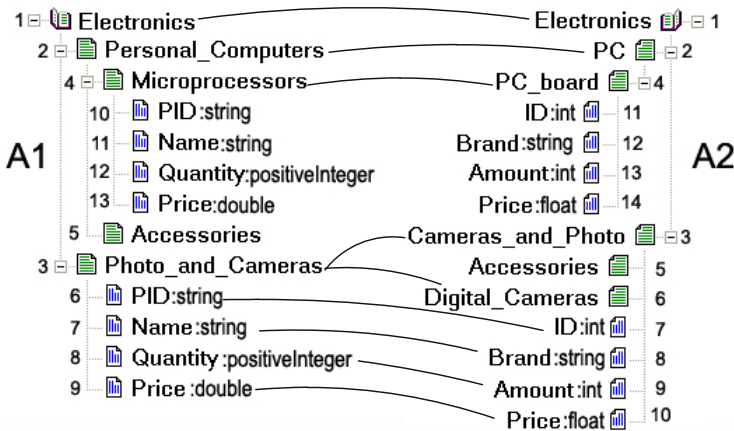 1 Electronics Electronics 1
2 Personal_Computers PC 2
4 Microprocessors PC_board 4
10 PID:string ID:int 11
11 Name:string Brand:string 12
A1 A2
12 Quantity:positiveInteger Amount:int 13
13 Price:double Price:float 14
5 Accessories Cameras_and_Photo 3
3 Photo_and_Cameras Accessories 5
6 PID:string Digital_Cameras 6
7 Name:string ID:int 7
8 Quantity:positiveInteger Brand:string 8
9 Price:double Amount:int 9
Price:float 10